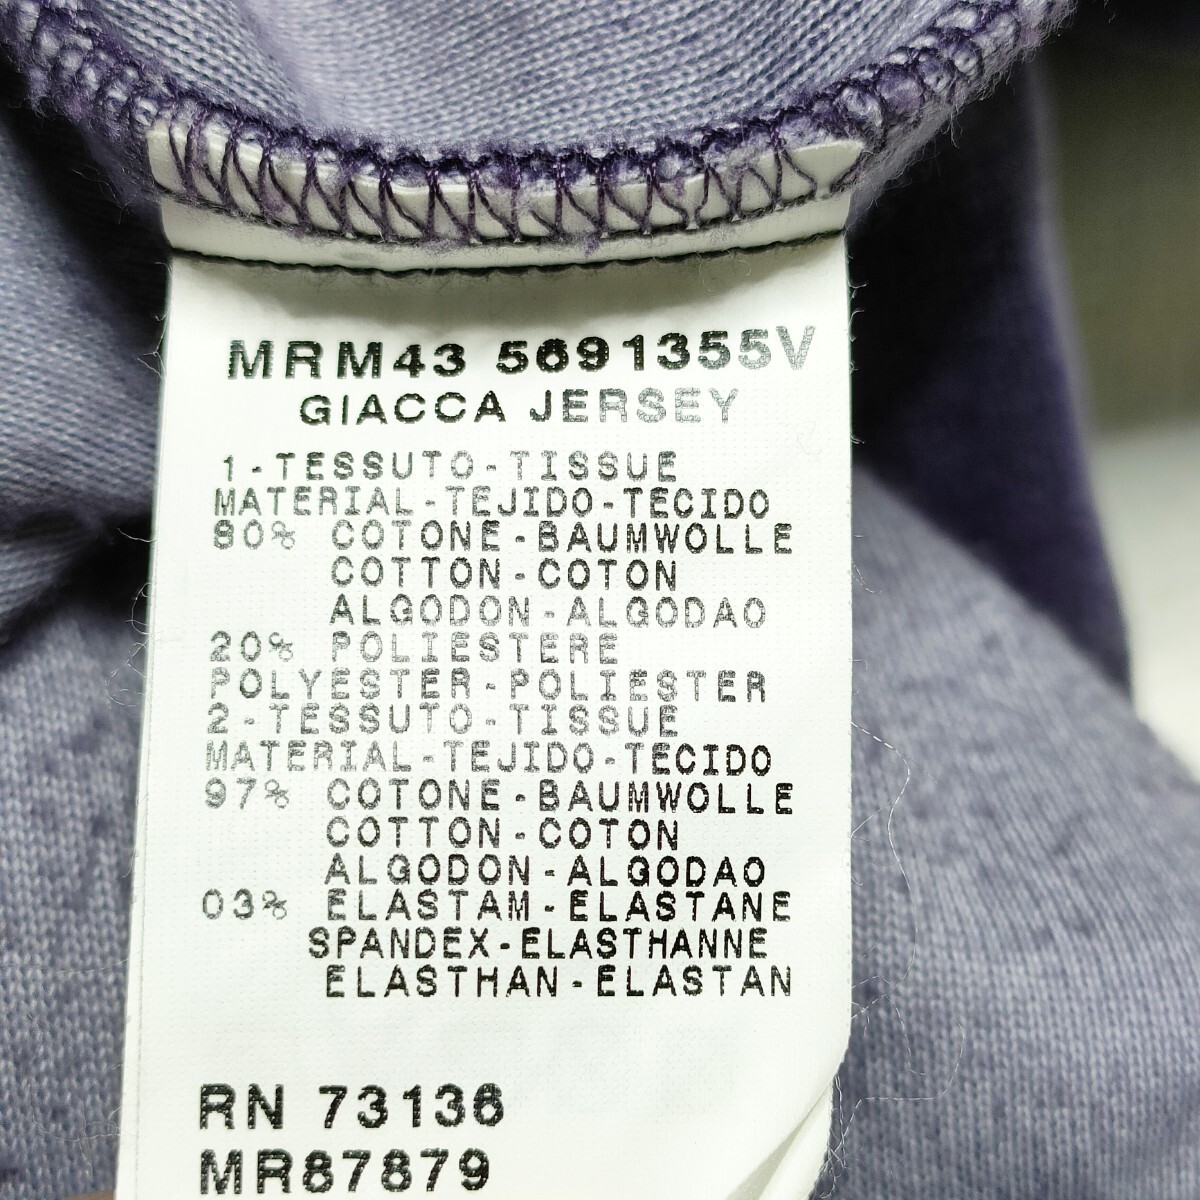 MRM43 5691355V
GIACCA JERSEY
1-TESSUTO-TISSUE
MATERIAL-TEJIDO-TECIDO
80% COTONE-BAUMWOLLE
COTTON-COTON
ALGODON-ALGODAO
20% POLIESTERE
POLYESTER-POLIESTER
2-TESSUTO-TISSUE
MATERIAL-TEJIDO-TECIDO
97% COTONE-BAUMWOLLE
COTTON-COTON
ALGODON-ALGODAO
03% ELASTAM-ELASTANE
SPANDEX-ELASTHANNE
ELASTHAN-ELASTAN
RN 73136
MR87879